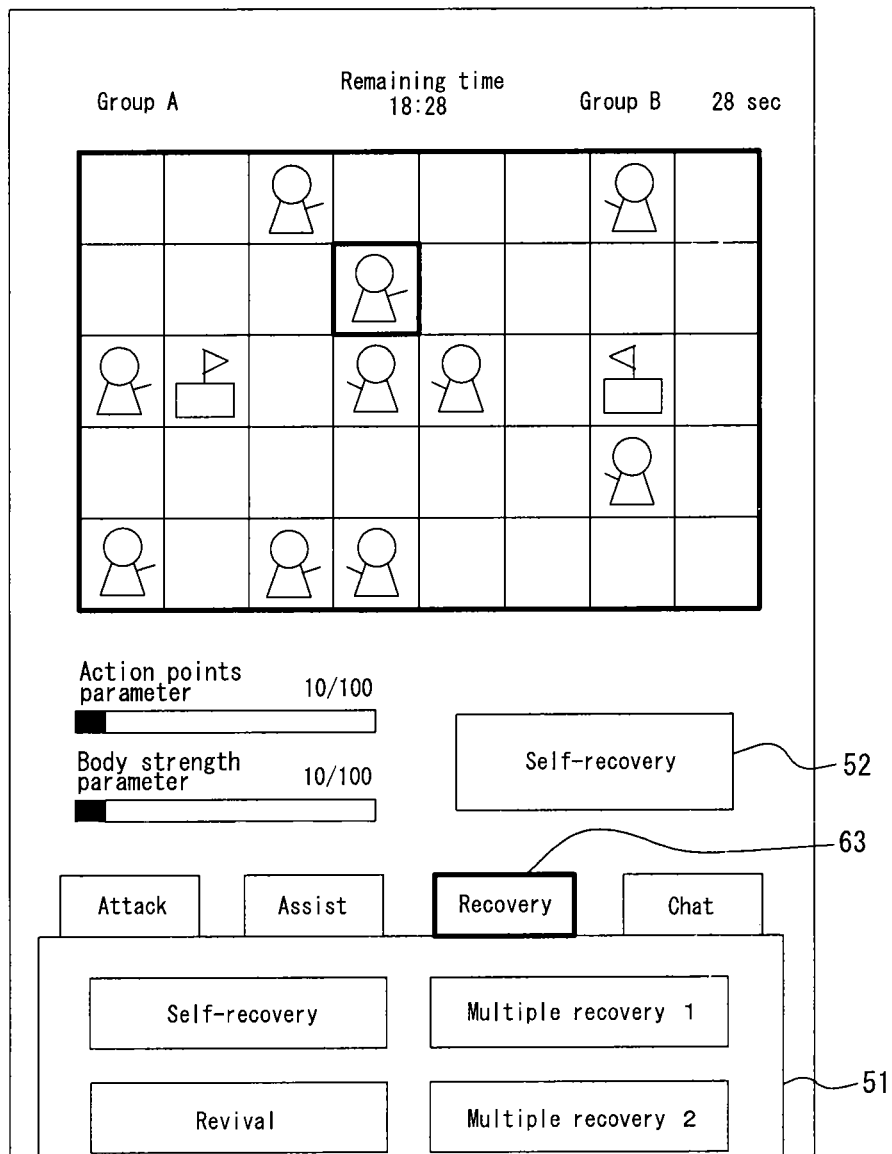 Remaining time
Group A
18:28
Group B
28 sec
Action points
parameter
10/100
Body strength
parameter
10/100
Self-recovery
52
63
Attack
Assist
Recovery
Chat
Self-recovery
Multiple recovery 1
51
Revival
Multiple recovery 2